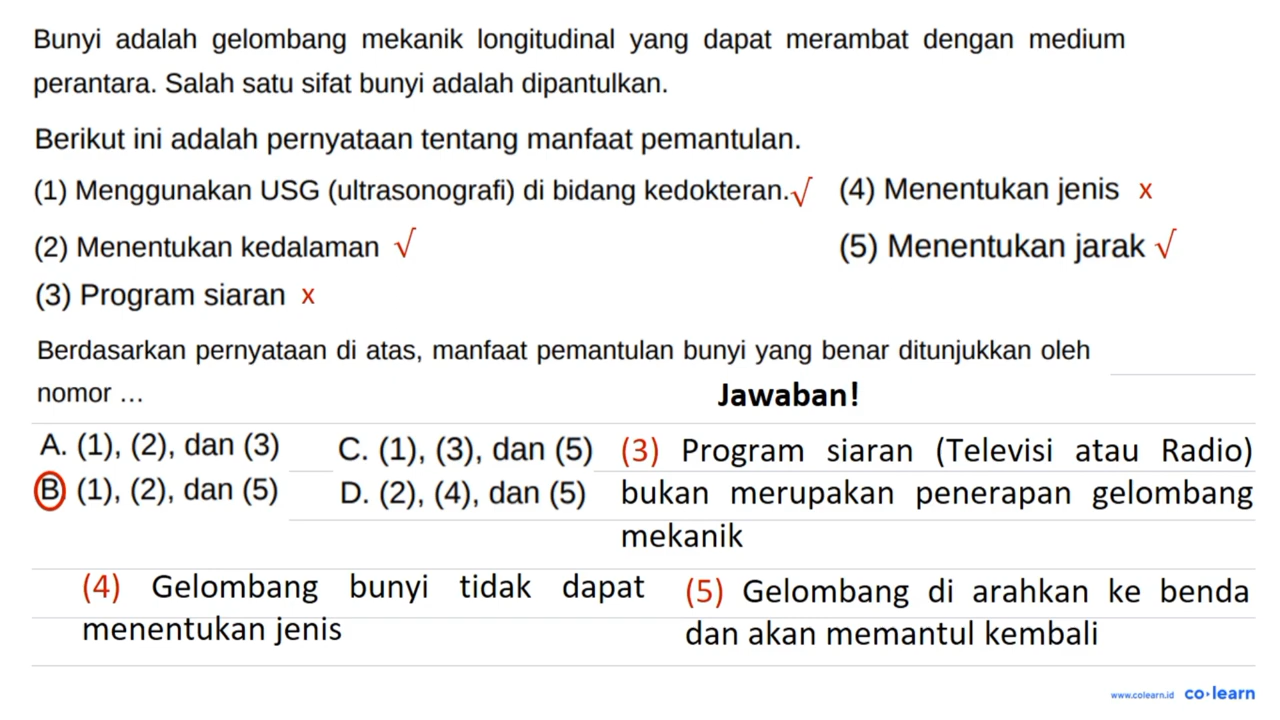 Bunyi adalah gelombang mekanik longitudinal yang dapat merambat dengan medium
perantara. Salah satu sifat bunyi adalah dipantulkan.
Berikut ini adalah pernyataan tentang manfaat pemantulan.
(1) Menggunakan USG (ultrasonografi) di bidang kedokteran.√
(2) Menentukan kedalaman √
(3) Program siaran x
(4) Menentukan jenis x
(5) Menentukan jarak √
Berdasarkan pernyataan di atas, manfaat pemantulan bunyi yang benar ditunjukkan oleh
nomor ...
A. (1), (2), dan (3)
B (1), (2), dan (5)
C. (1), (3), dan (5)
D. (2), (4), dan (5)
Jawaban!
(3) Program siaran (Televisi atau Radio)
bukan merupakan penerapan gelombang
mekanik
(4) Gelombang bunyi tidak dapat
menentukan jenis
(5) Gelombang di arahkan ke benda
dan akan memantul kembali
www.colearn.id co·learn